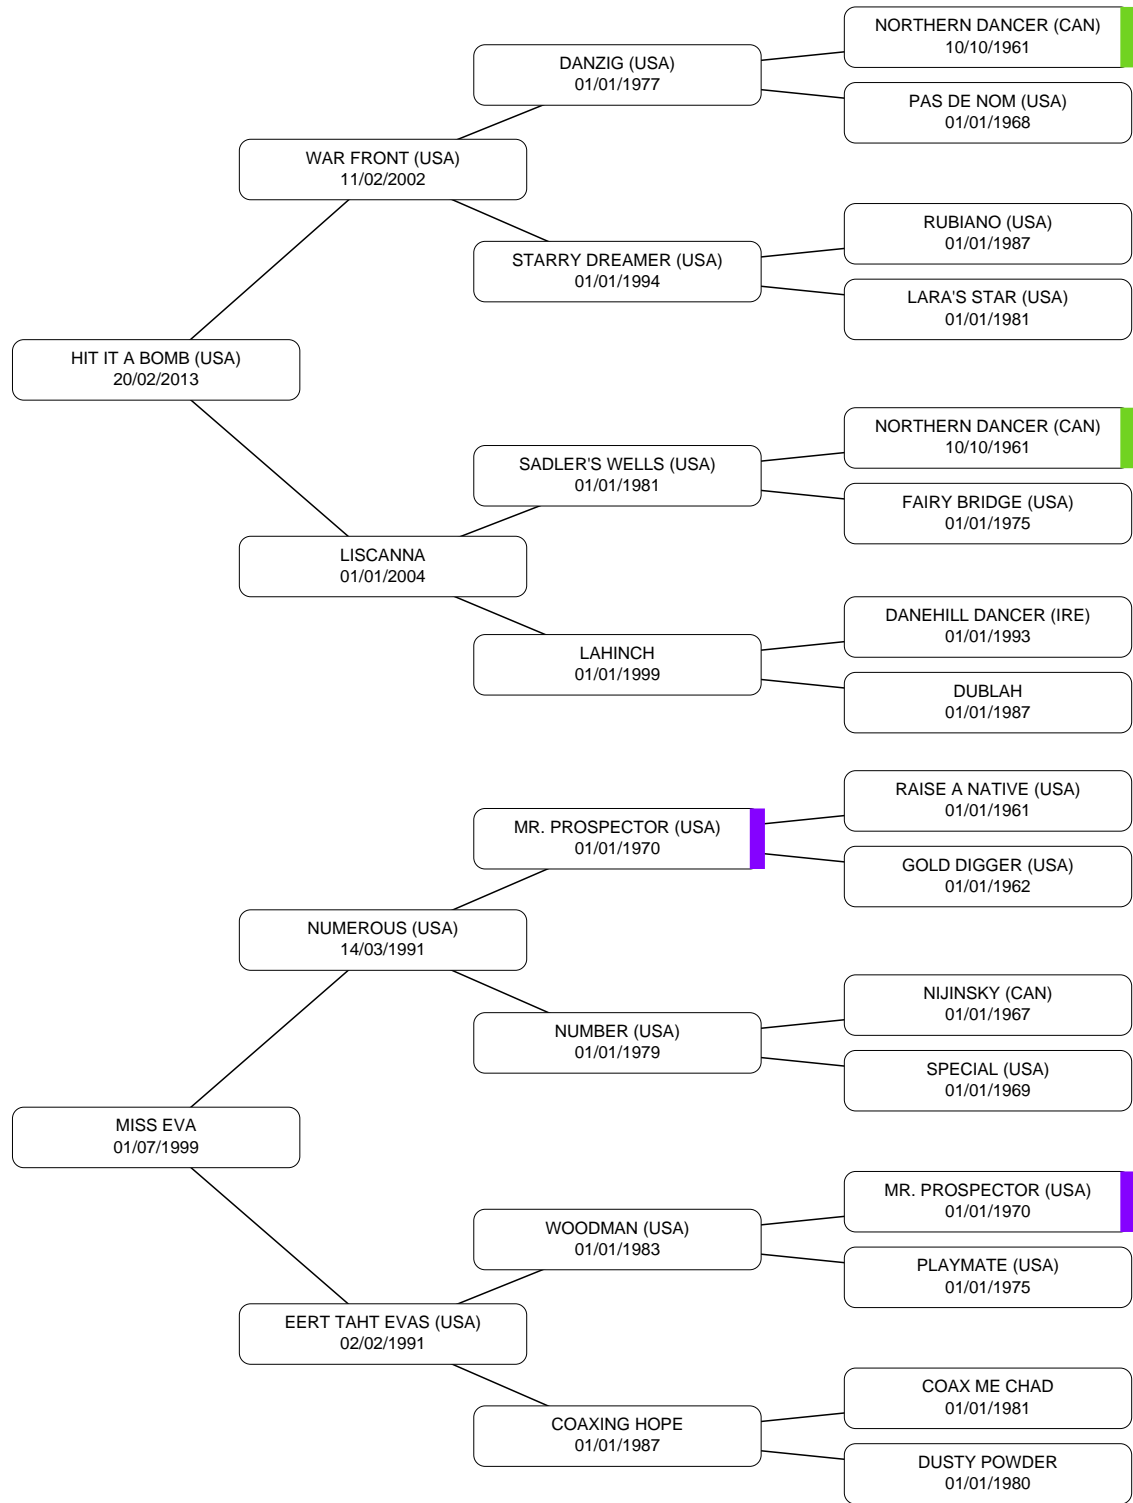 NORTHERN DANCER (CAN)
10/10/1961
DANZIG (USA)
01/01/1977
PAS DE NOM (USA)
01/01/1968
WAR FRONT (USA)
11/02/2002
RUBIANO (USA)
01/01/1987
STARRY DREAMER (USA)
01/01/1994
LARA'S STAR (USA)
01/01/1981
HIT IT A BOMB (USA)
20/02/2013
NORTHERN DANCER (CAN)
10/10/1961
SADLER'S WELLS (USA)
01/01/1981
FAIRY BRIDGE (USA)
01/01/1975
LISCANNA
01/01/2004
DANEHILL DANCER (IRE)
01/01/1993
LAHINCH
01/01/1999
DUBLAH
01/01/1987
RAISE A NATIVE (USA)
01/01/1961
MR. PROSPECTOR (USA)
01/01/1970
GOLD DIGGER (USA)
01/01/1962
NUMEROUS (USA)
14/03/1991
NIJINSKY (CAN)
01/01/1967
NUMBER (USA)
01/01/1979
SPECIAL (USA)
01/01/1969
MISS EVA
01/07/1999
MR. PROSPECTOR (USA)
01/01/1970
WOODMAN (USA)
01/01/1983
PLAYMATE (USA)
01/01/1975
EERT TAHT EVAS (USA)
02/02/1991
COAX ME CHAD
01/01/1981
COAXING HOPE
01/01/1987
DUSTY POWDER
01/01/1980